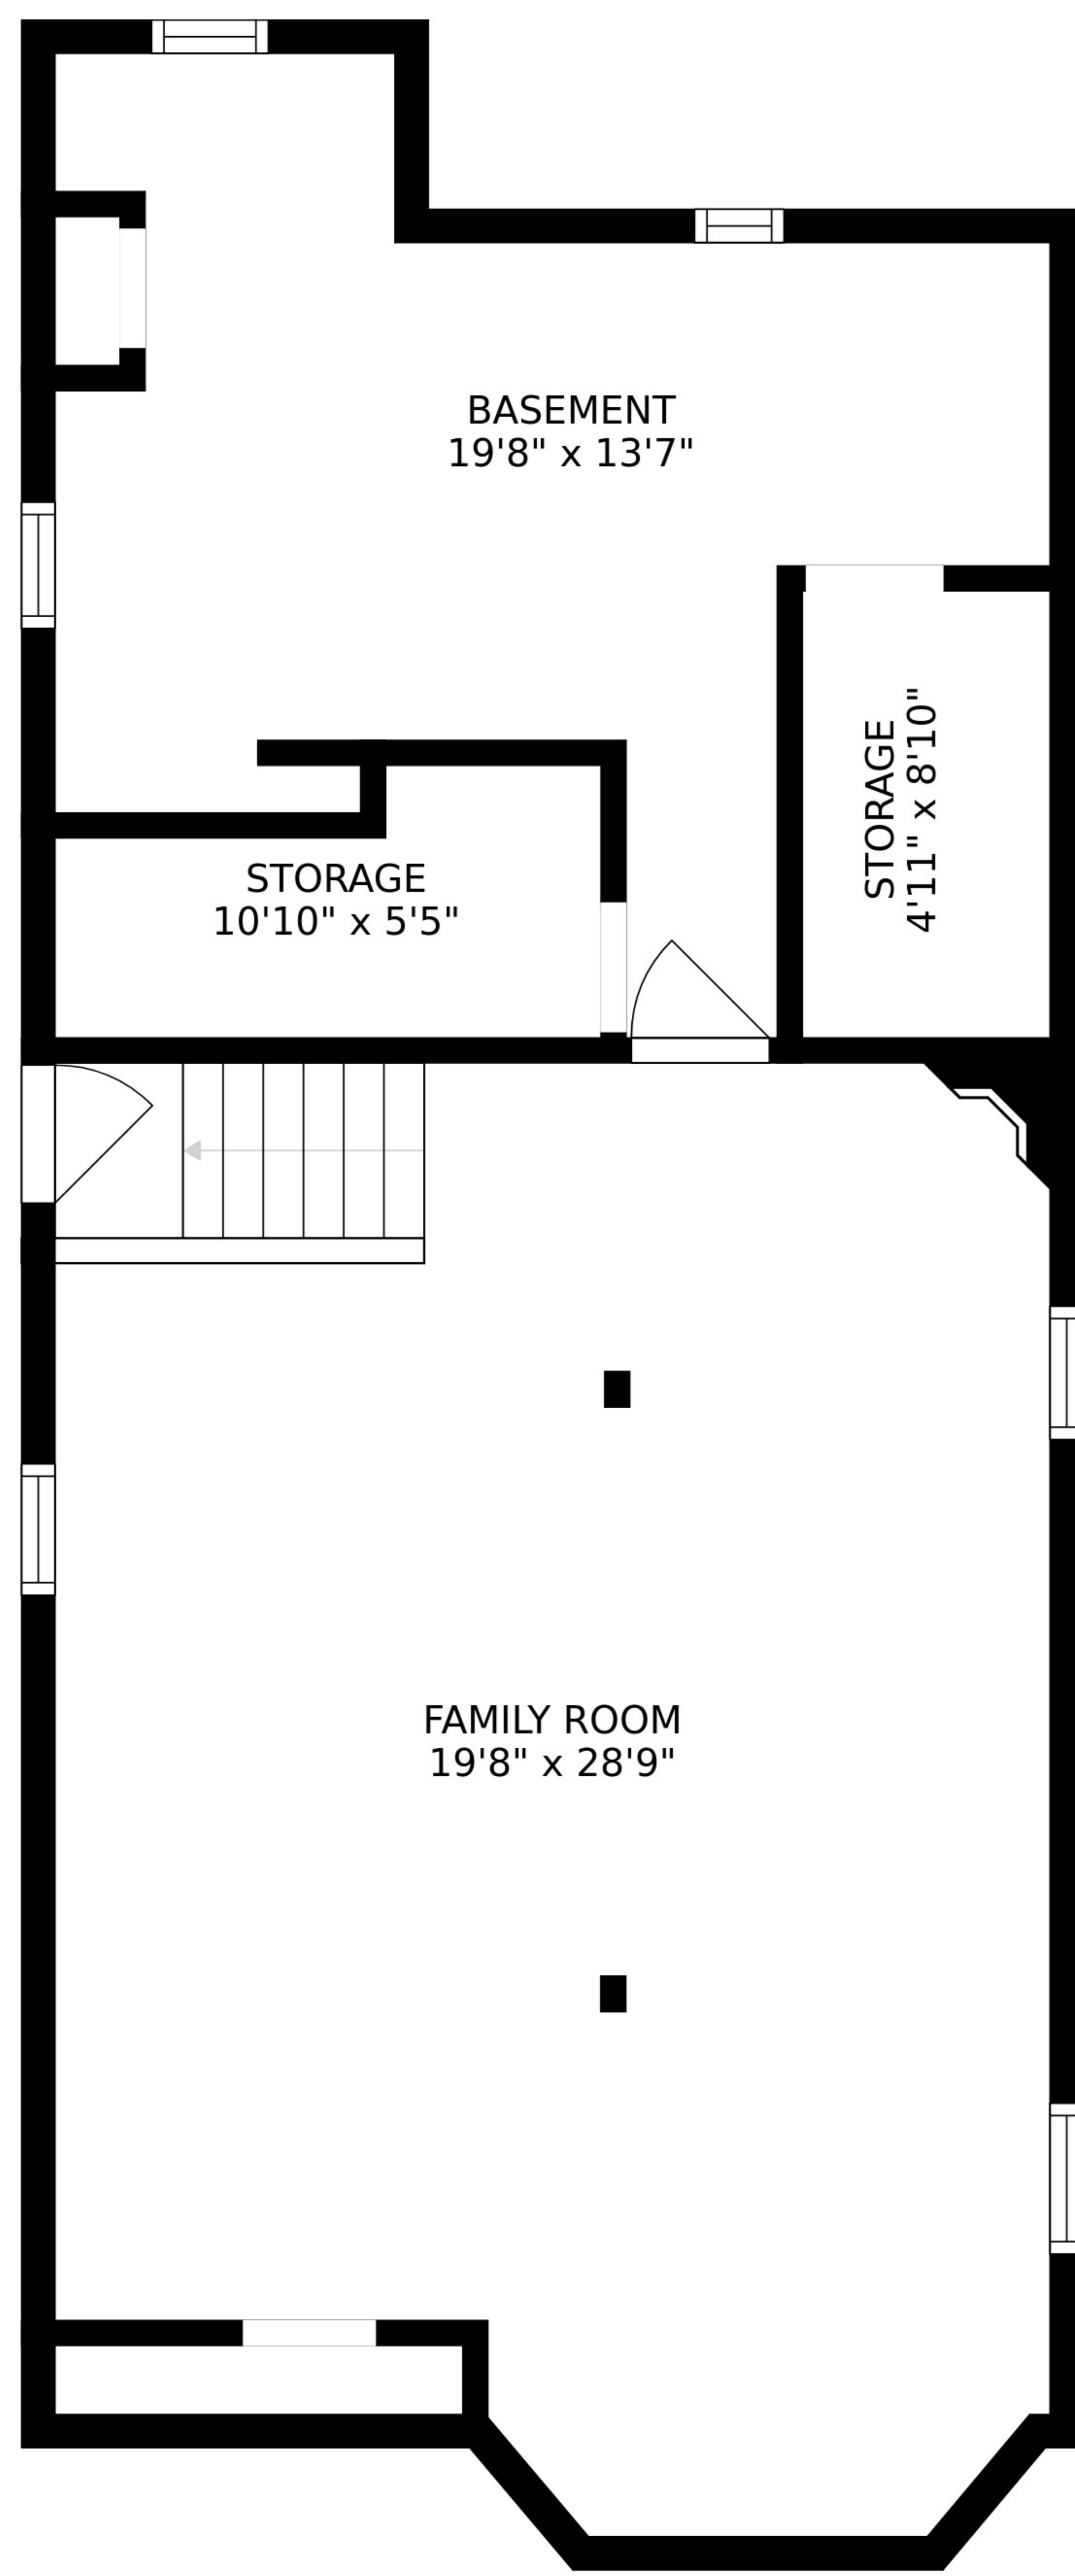 BASEMENT
19'8" x 13'7"
STORAGE
4'11" x 8'10"
STORAGE
10'10" x 5'5"
FAMILY ROOM
19'8" x 28'9"